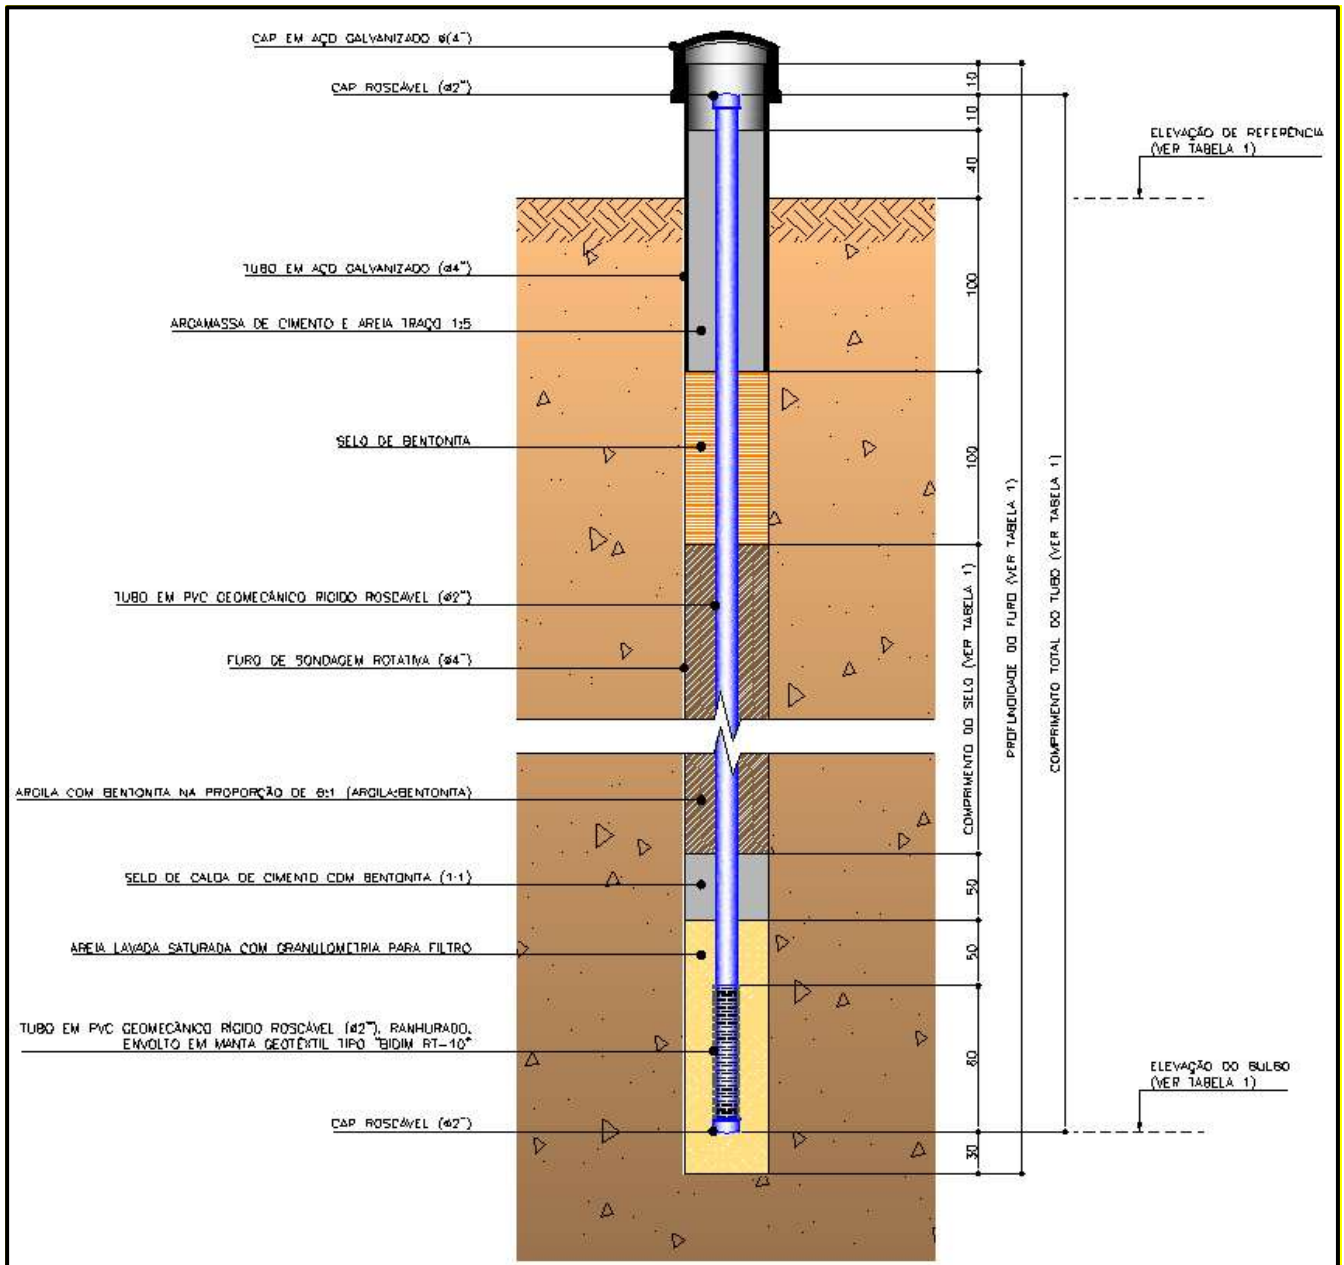 CAP EM AÇO GALVANIZADO ø(4")
CAP ROSCÁVEL (ø2")
TUBO EM AÇO GALVANIZADO (ø4")
ARGAMASSA DE CIMENTO E AREIA TRAÇO 1:5
SELO DE BENTONITA
TUBO EM PVC GEOMECÂNICO RÍGIDO ROSCÁVEL (ø2")
FURO DE SONDAGEM ROTATIVA (ø4")
ARGILA COM BENTONITA NA PROPORÇÃO DE 8:1 (ARGILA:BENTONITA)
SELO DE CALDA DE CIMENTO COM BENTONITA (1:1)
AREIA LAVADA SATURADA COM GRANULOMETRIA PARA FILTRO
TUBO EM PVC GEOMECÂNICO RÍGIDO ROSCÁVEL (ø2"), RANHURADO,
ENVOLTO EM MANTA GEOTÊXTIL TIPO "BIDIM RT-10"
CAP ROSCÁVEL (ø2")
10
10
40
100
100
COMPRIMENTO DO SELO (VER TABELA 1)
50
50
80
30
PROFUNDIDADE DO FURO (VER TABELA 1)
COMPRIMENTO TOTAL DO TUBO (VER TABELA 1)
ELEVAÇÃO DE REFERÊNCIA
(VER TABELA 1)
ELEVAÇÃO DO BULBO
(VER TABELA 1)